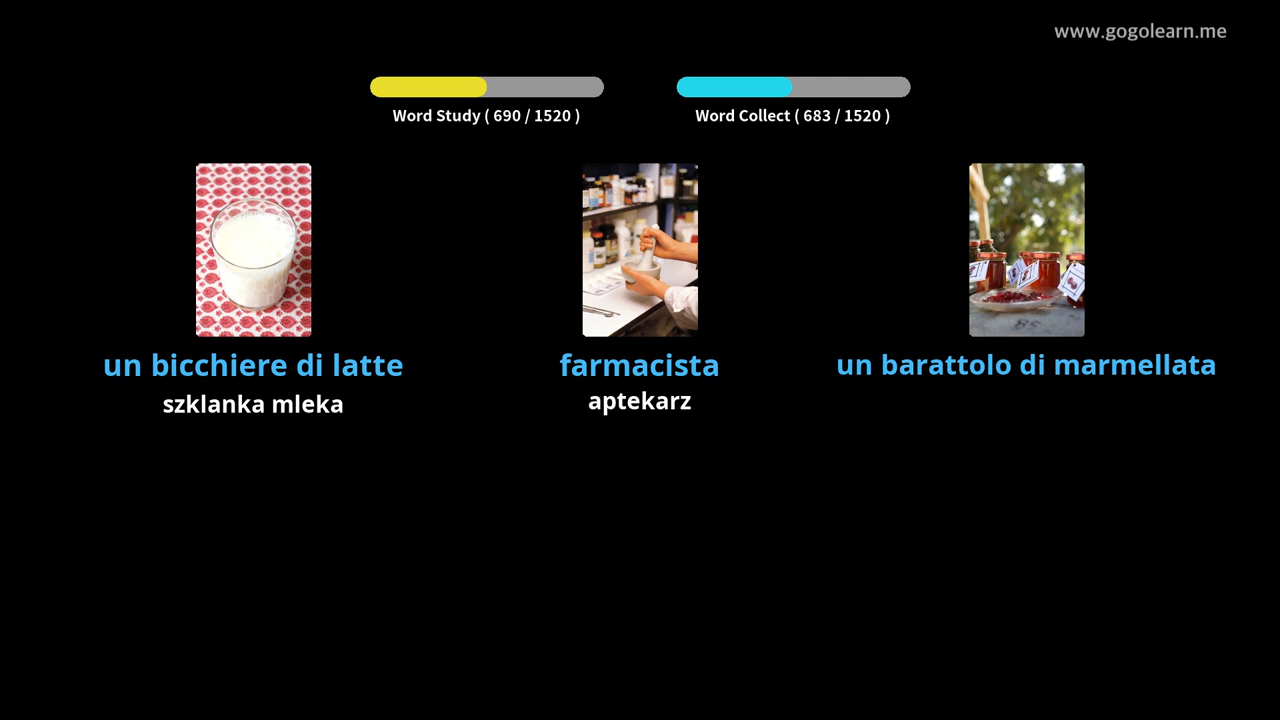 www.gogolearn.me
Word Study ( 690 / 1520 )
Word Collect ( 683 / 1520 )
un bicchiere di latte
szklanka mleka
farmacista
aptekarz
un barattolo di marmellata